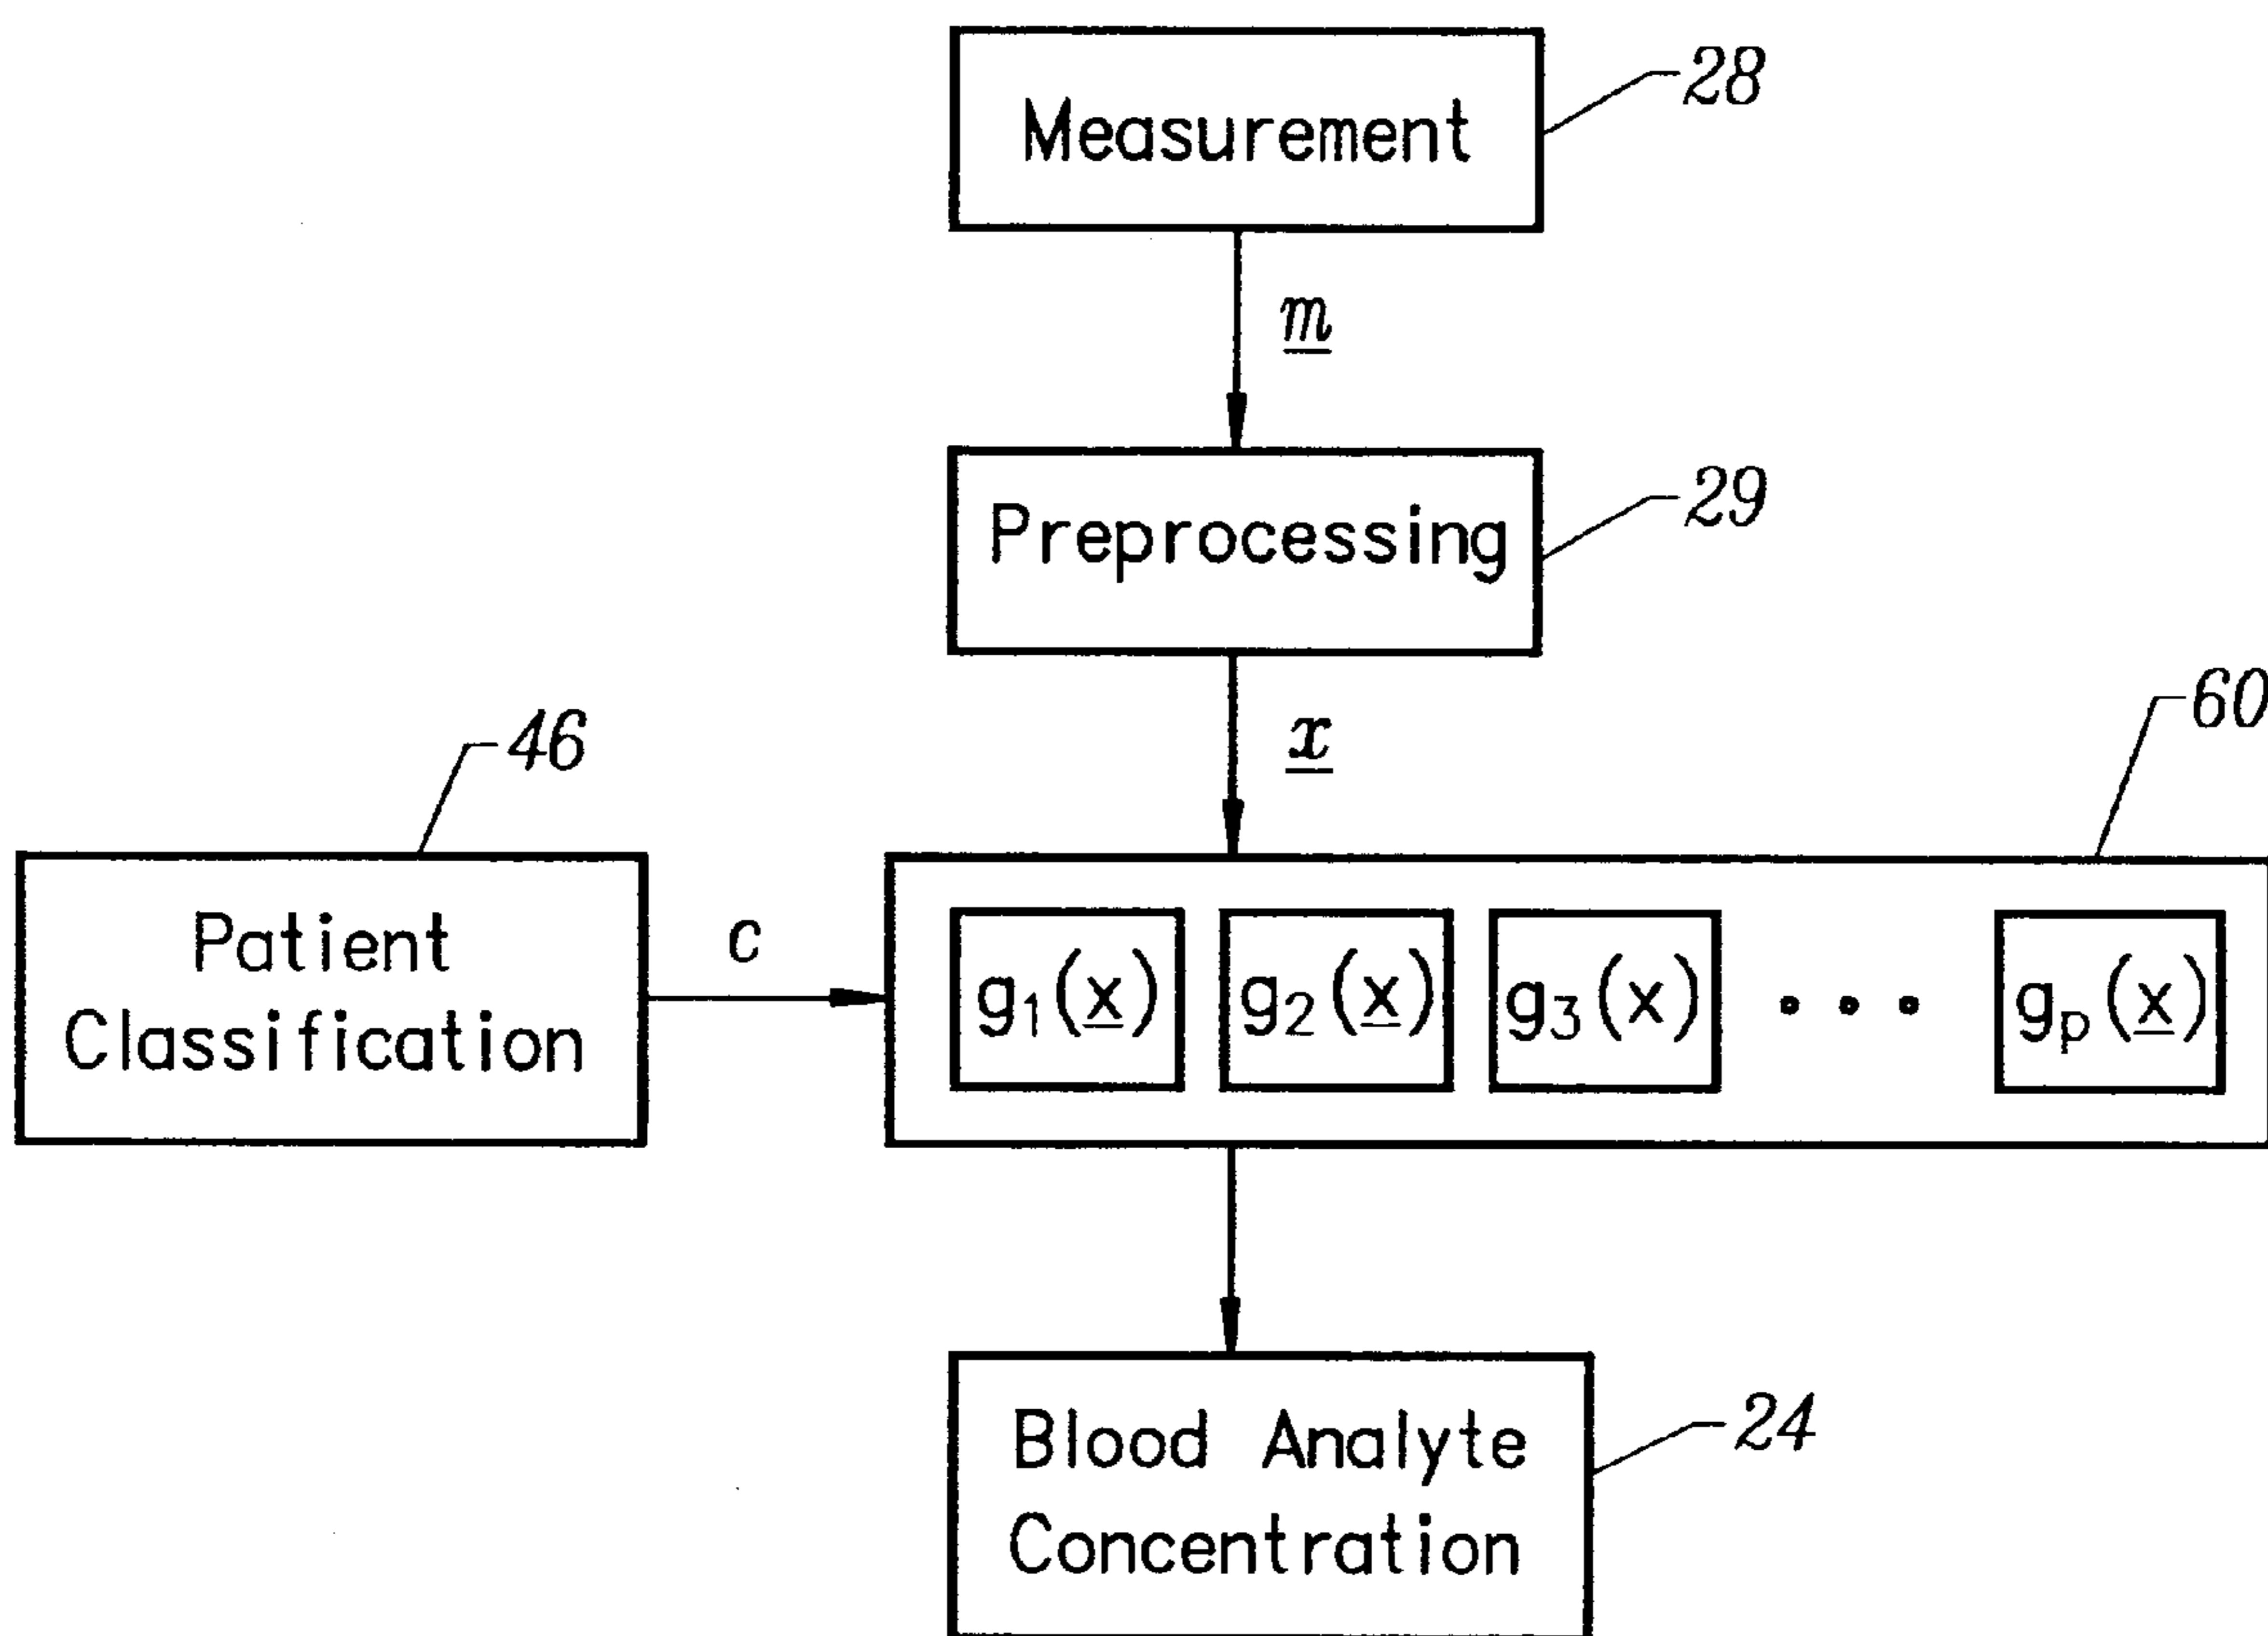 Measurement
28
m
Preprocessing
29
x
46
60
Patient
Classification
c
g₁(x) g₂(x) g₃(x) • • • gₚ(x)
Blood Analyte
Concentration
24